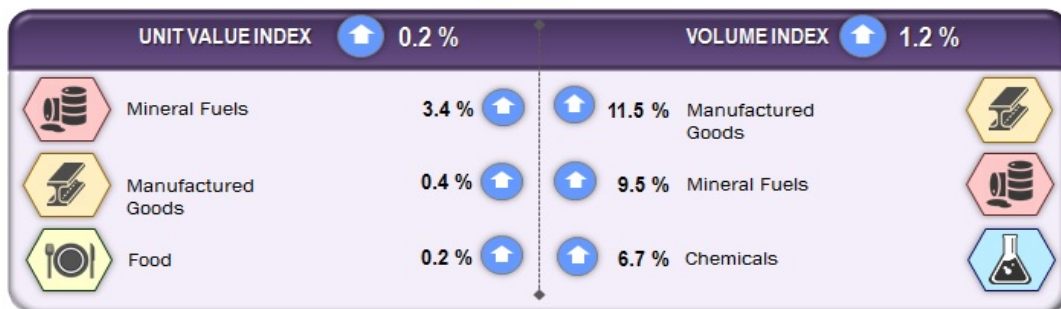 UNIT VALUE INDEX 0.2 %
Mineral Fuels 3.4 %
Manufactured 0.4 %
Goods
Food 0.2 %
VOLUME INDEX 1.2 %
11.5 % Manufactured
Goods
9.5 % Mineral Fuels
6.7 % Chemicals